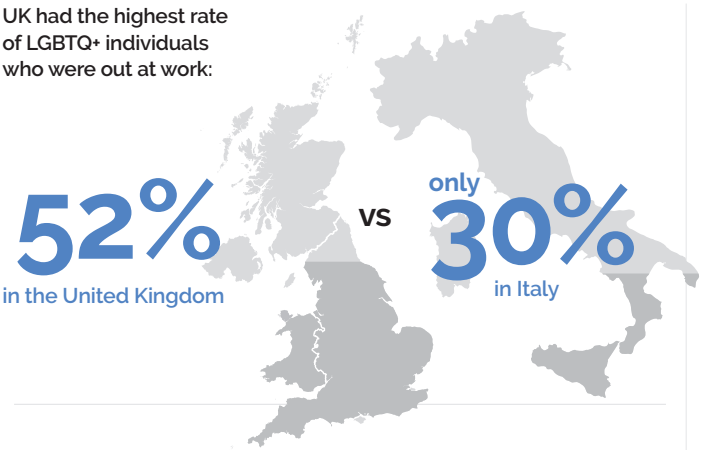 UK had the highest rate
of LGBTQ+ individuals
who were out at work:
52%
in the United Kingdom
vs
only
30%
in Italy